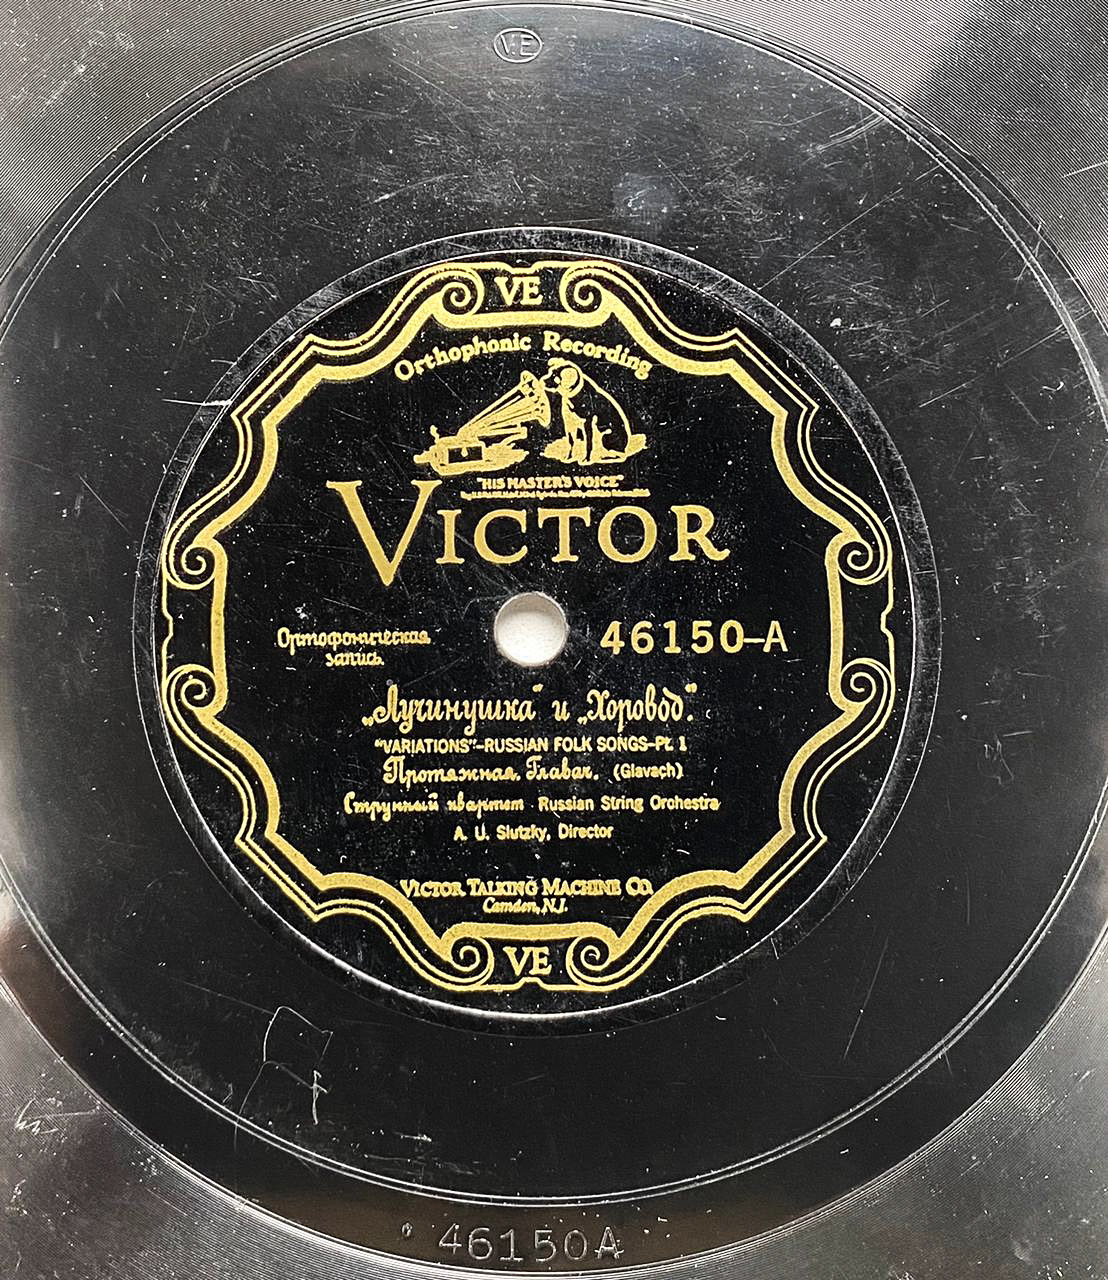 VE
VE
Orthophonic Recording
"HIS MASTER'S VOICE"
VICTOR
Ортофоническая
запись.
46150-A
„Лучинушка" и „Хоровод".
"VARIATIONS"-RUSSIAN FOLK SONGS-Pt. 1
Протяжная. Главач. (Glavach)
Струнный квартет Russian String Orchestra
A. U. Slutzky, Director
VICTOR TALKING MACHINE CO.
Camden, N.J.
VE
46150A